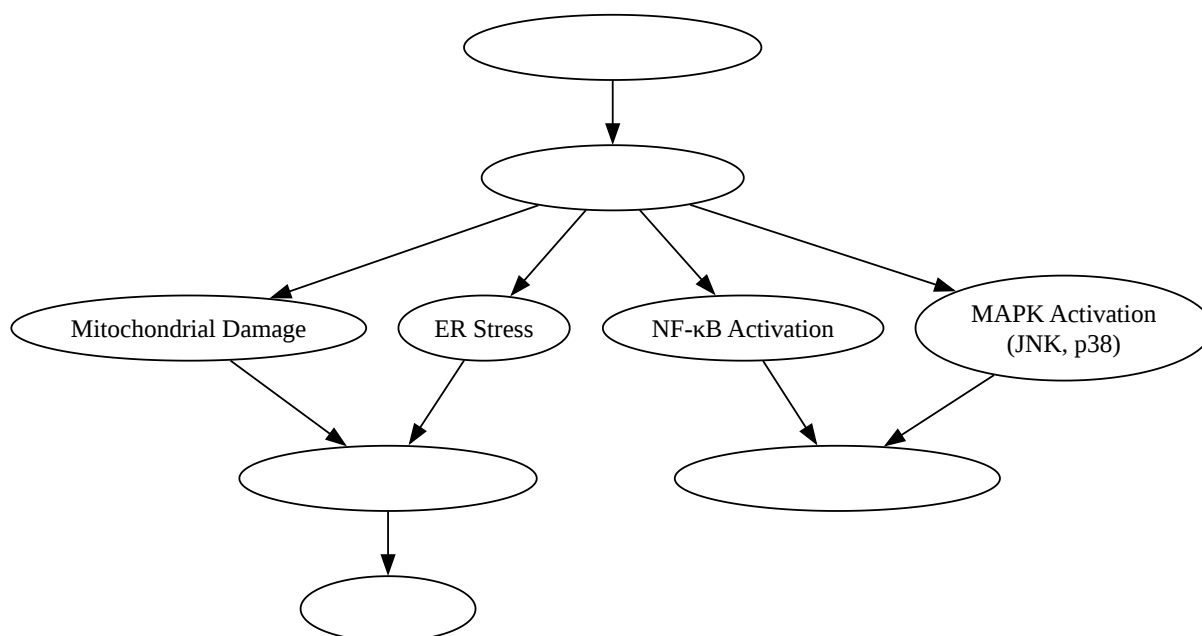 Mitochondrial Damage
ER Stress
NF-κB Activation
MAPK Activation
(JNK, p38)